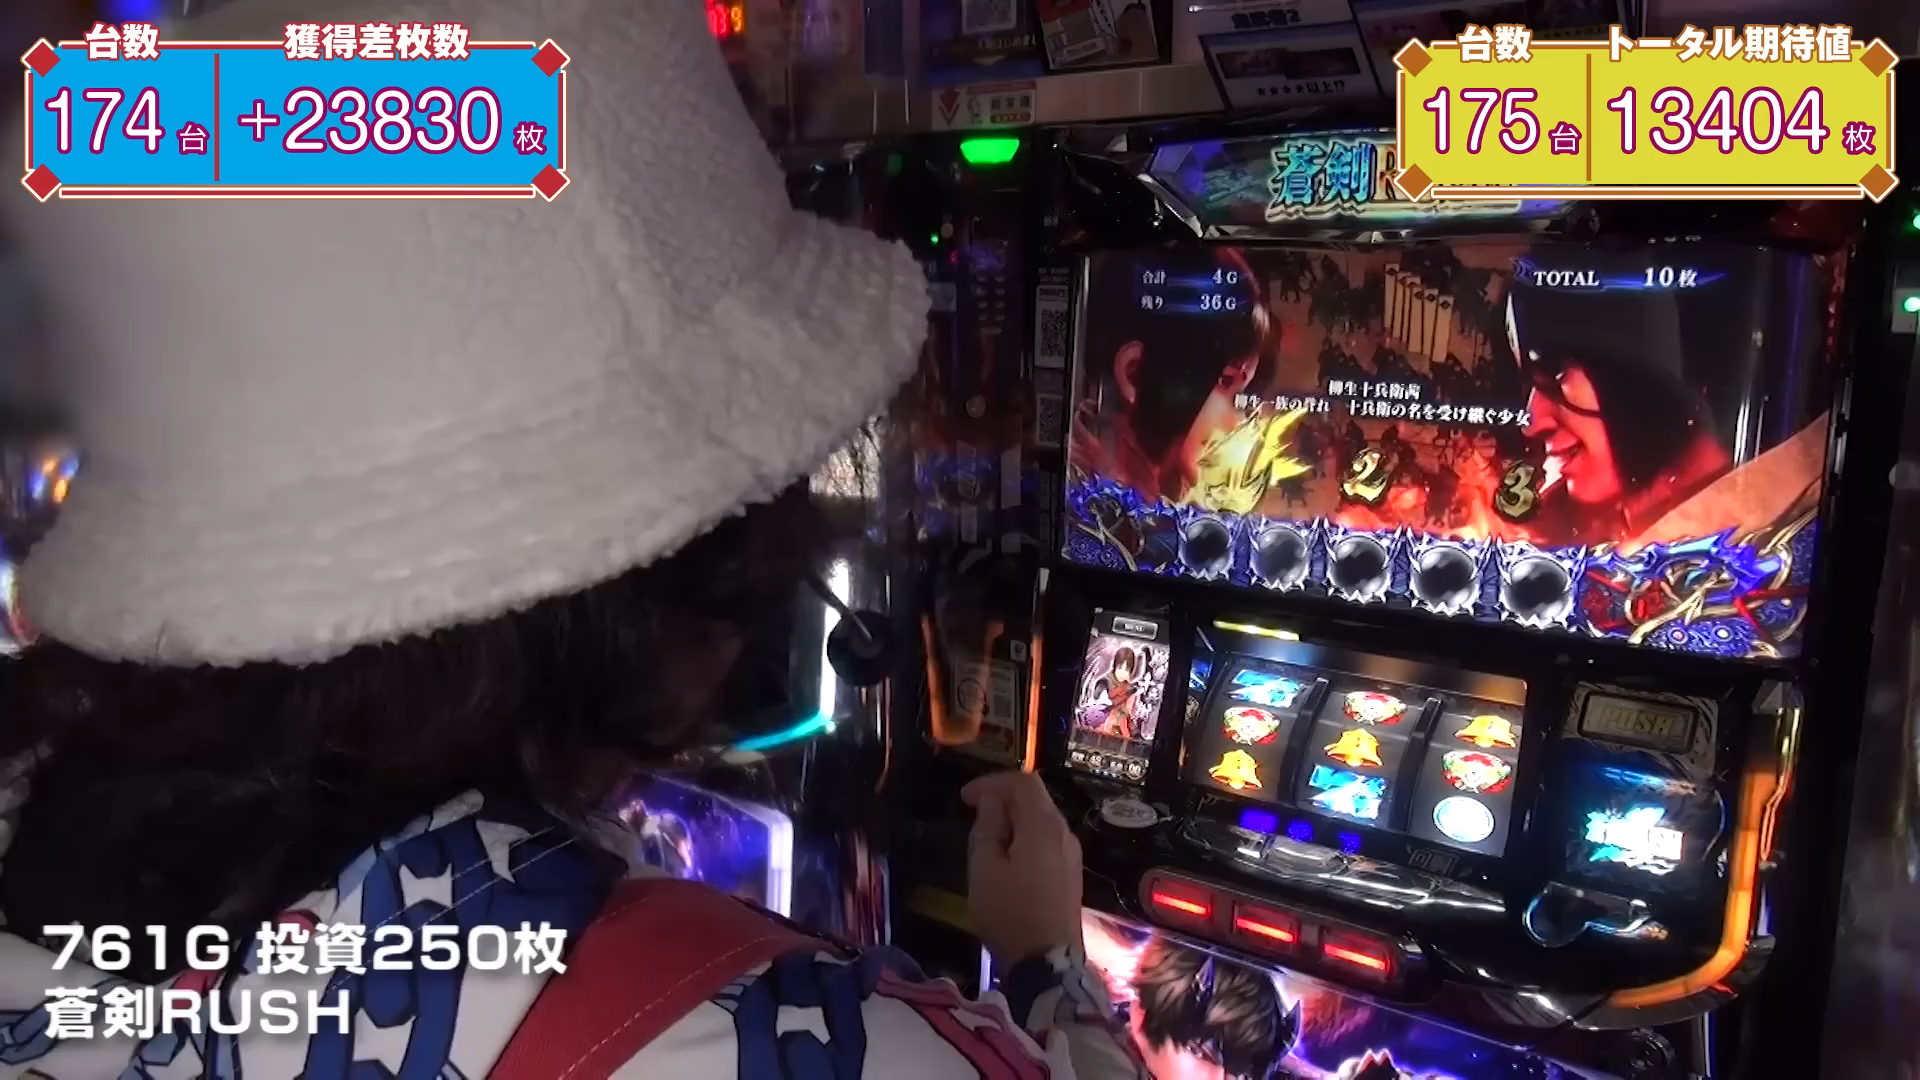 台数 獲得差枚数
174台 +23830枚
台数 トータル期待値
175台 13404枚
蒼剣
合計 4G
残り 36G
TOTAL 10枚
柳生十兵衛茜
柳生一族の誉れ 十兵衛の名を受け継ぐ少女
2 3
MENU
PUSH
761G 投資250枚
蒼剣RUSH